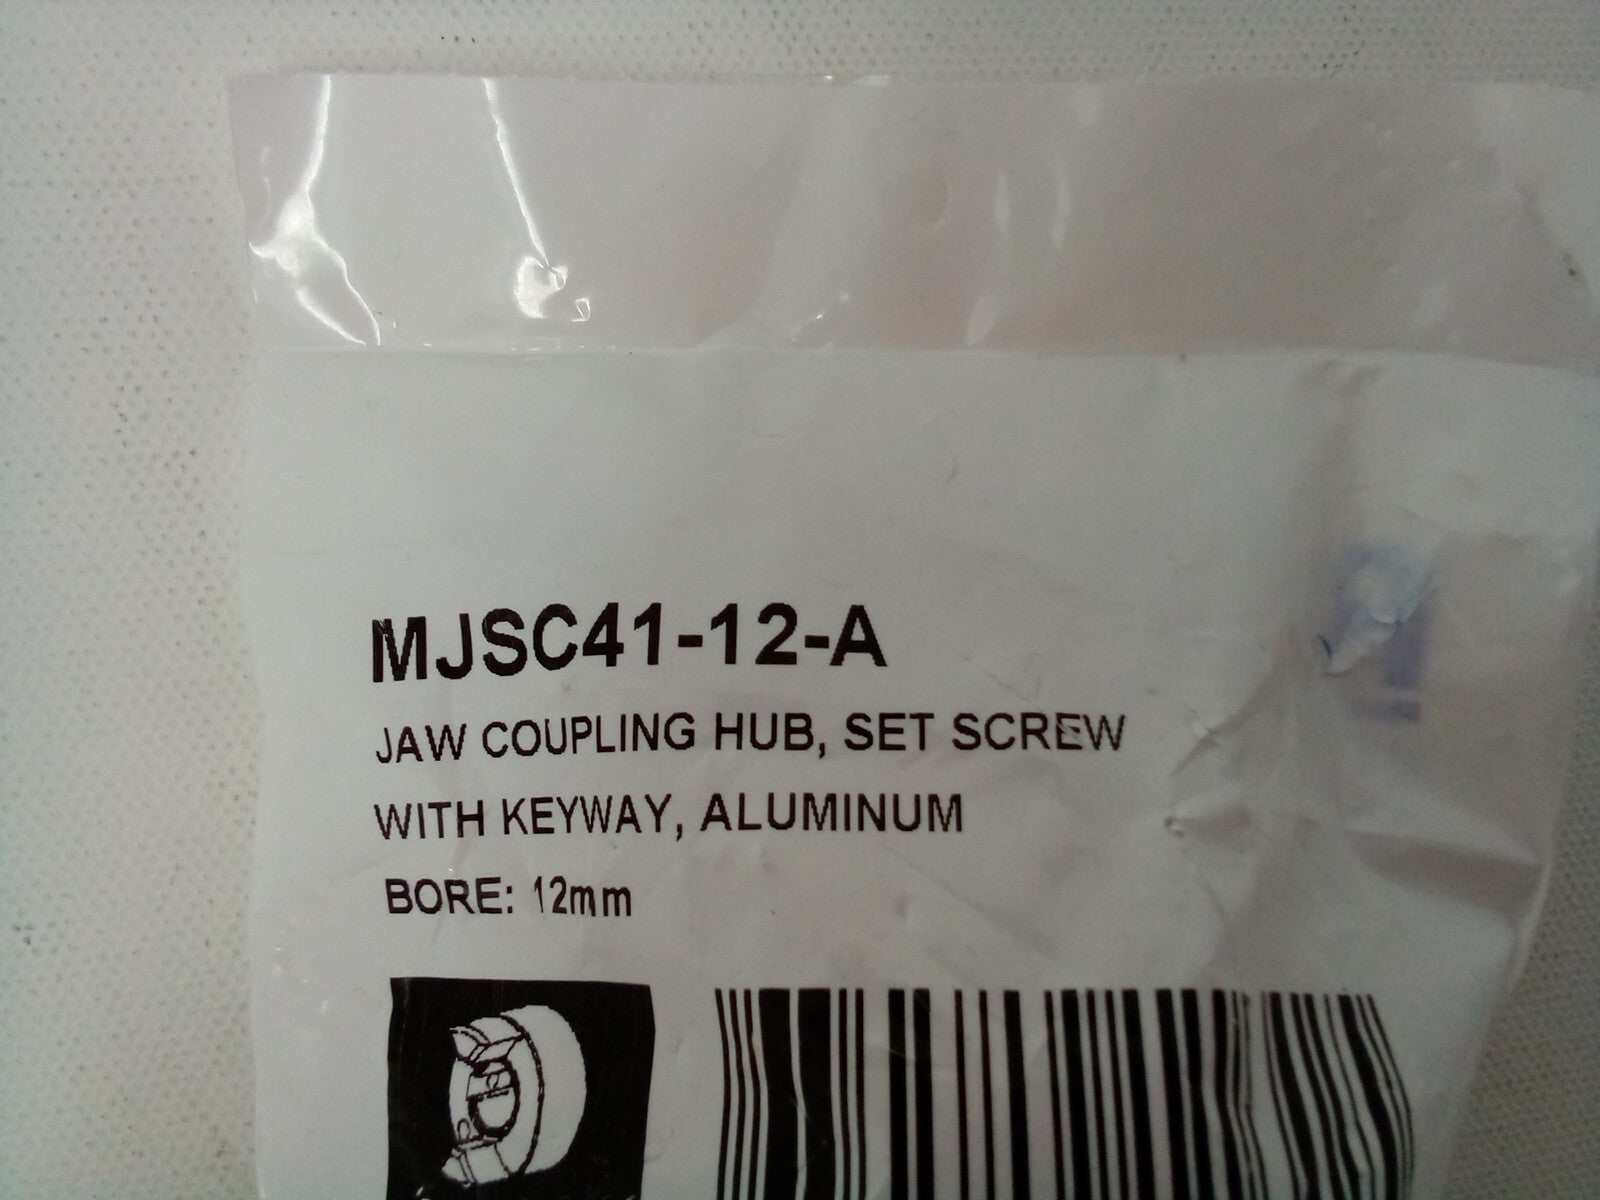 MJSC41-12-A
JAW COUPLING HUB, SET SCREW
WITH KEYWAY, ALUMINUM
BORE: 12mm